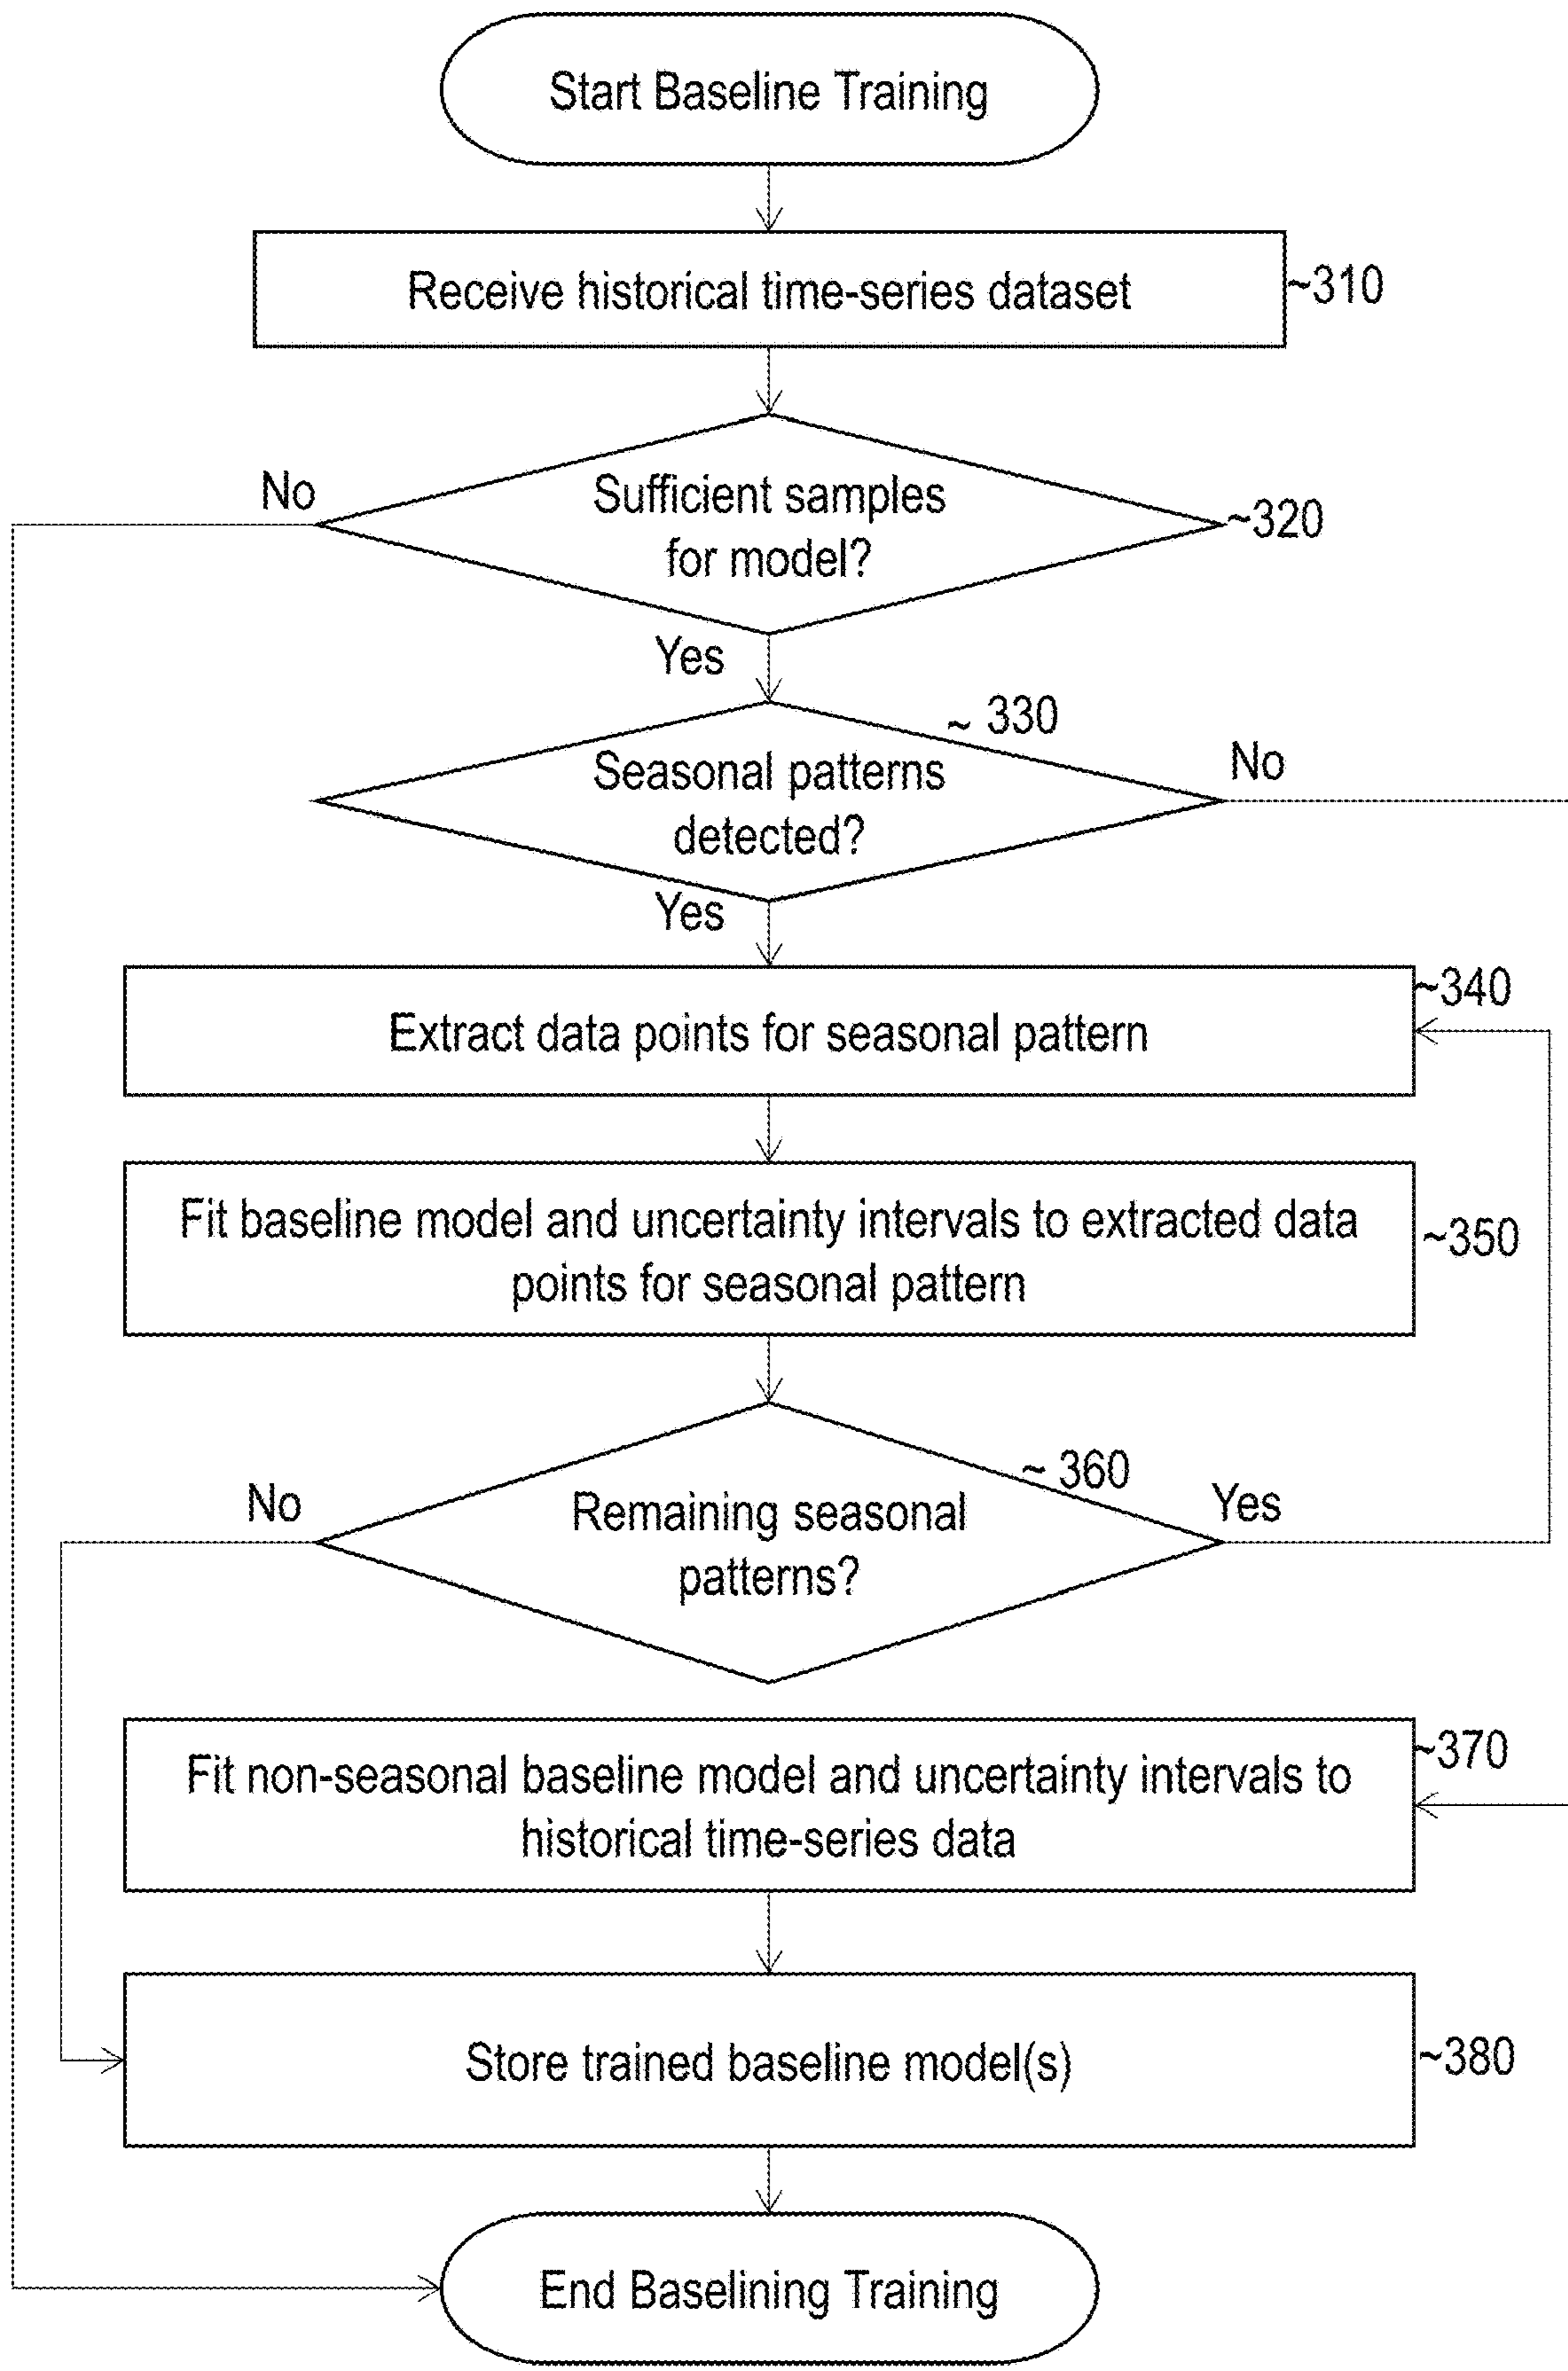 Start Baseline Training
Receive historical time-series dataset
~310
No
Sufficient samples
for model?
~320
Yes
~ 330
Seasonal patterns
detected?
No
Yes
~340
Extract data points for seasonal pattern
Fit baseline model and uncertainty intervals to extracted data
points for seasonal pattern
~350
~ 360
No
Remaining seasonal
patterns?
Yes
~370
Fit non-seasonal baseline model and uncertainty intervals to
historical time-series data
Store trained baseline model(s)
~380
End Baselining Training